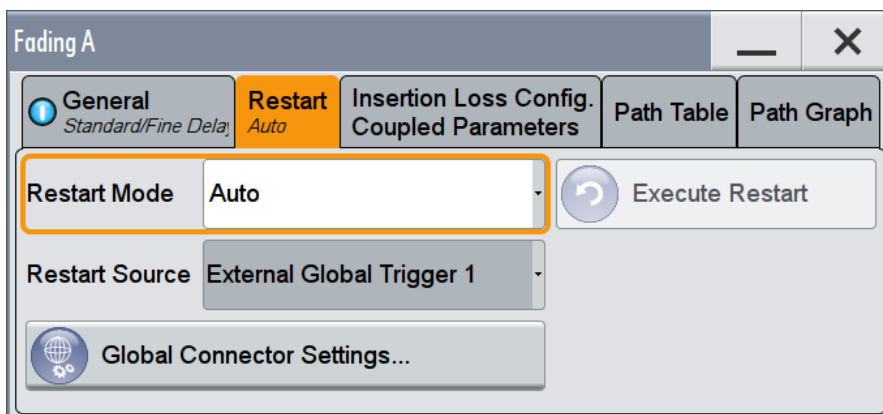 Fading A
General
Standard/Fine Delay
Restart
Auto
Insertion Loss Config.
Coupled Parameters
Path Table
Path Graph
Restart Mode
Auto
Execute Restart
Restart Source
External Global Trigger 1
Global Connector Settings...